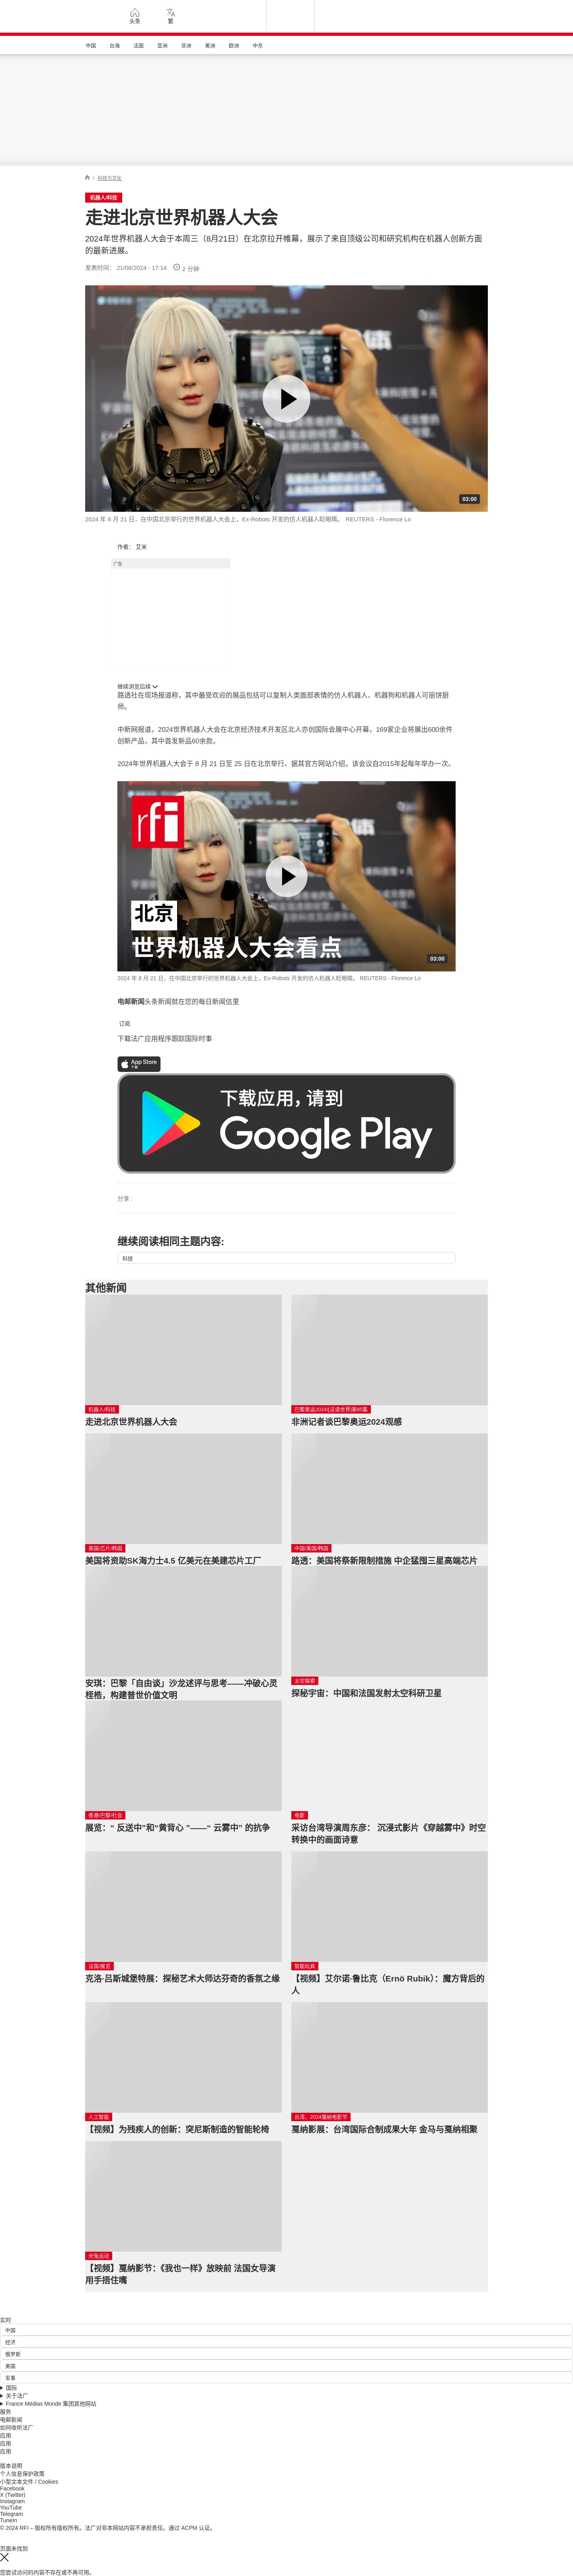 头条
繁
中国 台海 法国 亚洲 非洲 美洲 欧洲 中东
/ 科技与文化
机器人/科技
走进北京世界机器人大会
2024年世界机器人大会于本周三（8月21日）在北京拉开帷幕，展示了来自顶级公司和研究机构在机器人创新方面
的最新进展。
发表时间： 21/08/2024 - 17:14 2 分钟
03:00
2024 年 8 月 21 日，在中国北京举行的世界机器人大会上，Ex-Robots 开发的仿人机器人眨眼睛。 REUTERS - Florence Lo
作者： 艾米
广告
继续浏览后续
路透社在现场报道称，其中最受欢迎的展品包括可以复制人类面部表情的仿人机器人、机器狗和机器人可丽饼厨
师。
中新网报道，2024世界机器人大会在北京经济技术开发区北人亦创国际会展中心开幕，169家企业将展出600余件
创新产品，其中首发新品60余款。
2024年世界机器人大会于 8 月 21 日至 25 日在北京举行。据其官方网站介绍，该会议自2015年起每年举办一次。
rfi
北京
世界机器人大会看点
03:00
2024 年 8 月 21 日，在中国北京举行的世界机器人大会上，Ex-Robots 开发的仿人机器人眨眼睛。 REUTERS - Florence Lo
电邮新闻头条新闻就在您的每日新闻信里
订阅
下载法广应用程序跟踪国际时事
App Store
下载
下载应用，请到
Google Play
分享 :
继续阅读相同主题内容:
科技
其他新闻
机器人/科技
走进北京世界机器人大会
巴黎奥运2024/法语世界|第85集
非洲记者谈巴黎奥运2024观感
美国/芯片/韩国
美国将资助SK海力士4.5 亿美元在美建芯片工厂
中国/美国/韩国
路透：美国将祭新限制措施 中企猛囤三星高端芯片
安琪：巴黎「自由谈」沙龙述评与思考——冲破心灵
桎梏，构建普世价值文明
太空探索
探秘宇宙：中国和法国发射太空科研卫星
香港/巴黎/社会
展览：“ 反送中”和“黄背心 ”——“ 云雾中” 的抗争
电影
采访台湾导演周东彦： 沉浸式影片《穿越雾中》时空
转换中的画面诗意
法国/展览
克洛·吕斯城堡特展：探秘艺术大师达芬奇的香氛之缘
智能玩具
【视频】艾尔诺·鲁比克（Ernö Rubik）：魔方背后的
人
人工智能
【视频】为残疾人的创新：突尼斯制造的智能轮椅
台湾，2024戛纳电影节
戛纳影展：台湾国际合制成果大年 金马与戛纳相聚
米兔运动
【视频】戛纳影节：《我也一样》放映前 法国女导演
用手捂住嘴
实时
中国
经济
俄罗斯
美国
军事
国际
关于法广
France Médias Monde 集团其他网站
服务
电邮新闻
如何收听法广
应用
应用
应用
版本说明
个人信息保护政策
小型文本文件 / Cookies
Facebook
X (Twitter)
Instagram
YouTube
Telegram
TuneIn
© 2024 RFI – 版权所有版权所有。法广对非本网站内容不承担责任。通过 ACPM 认证。
页面未找到
您尝试访问的内容不存在或不再可用。